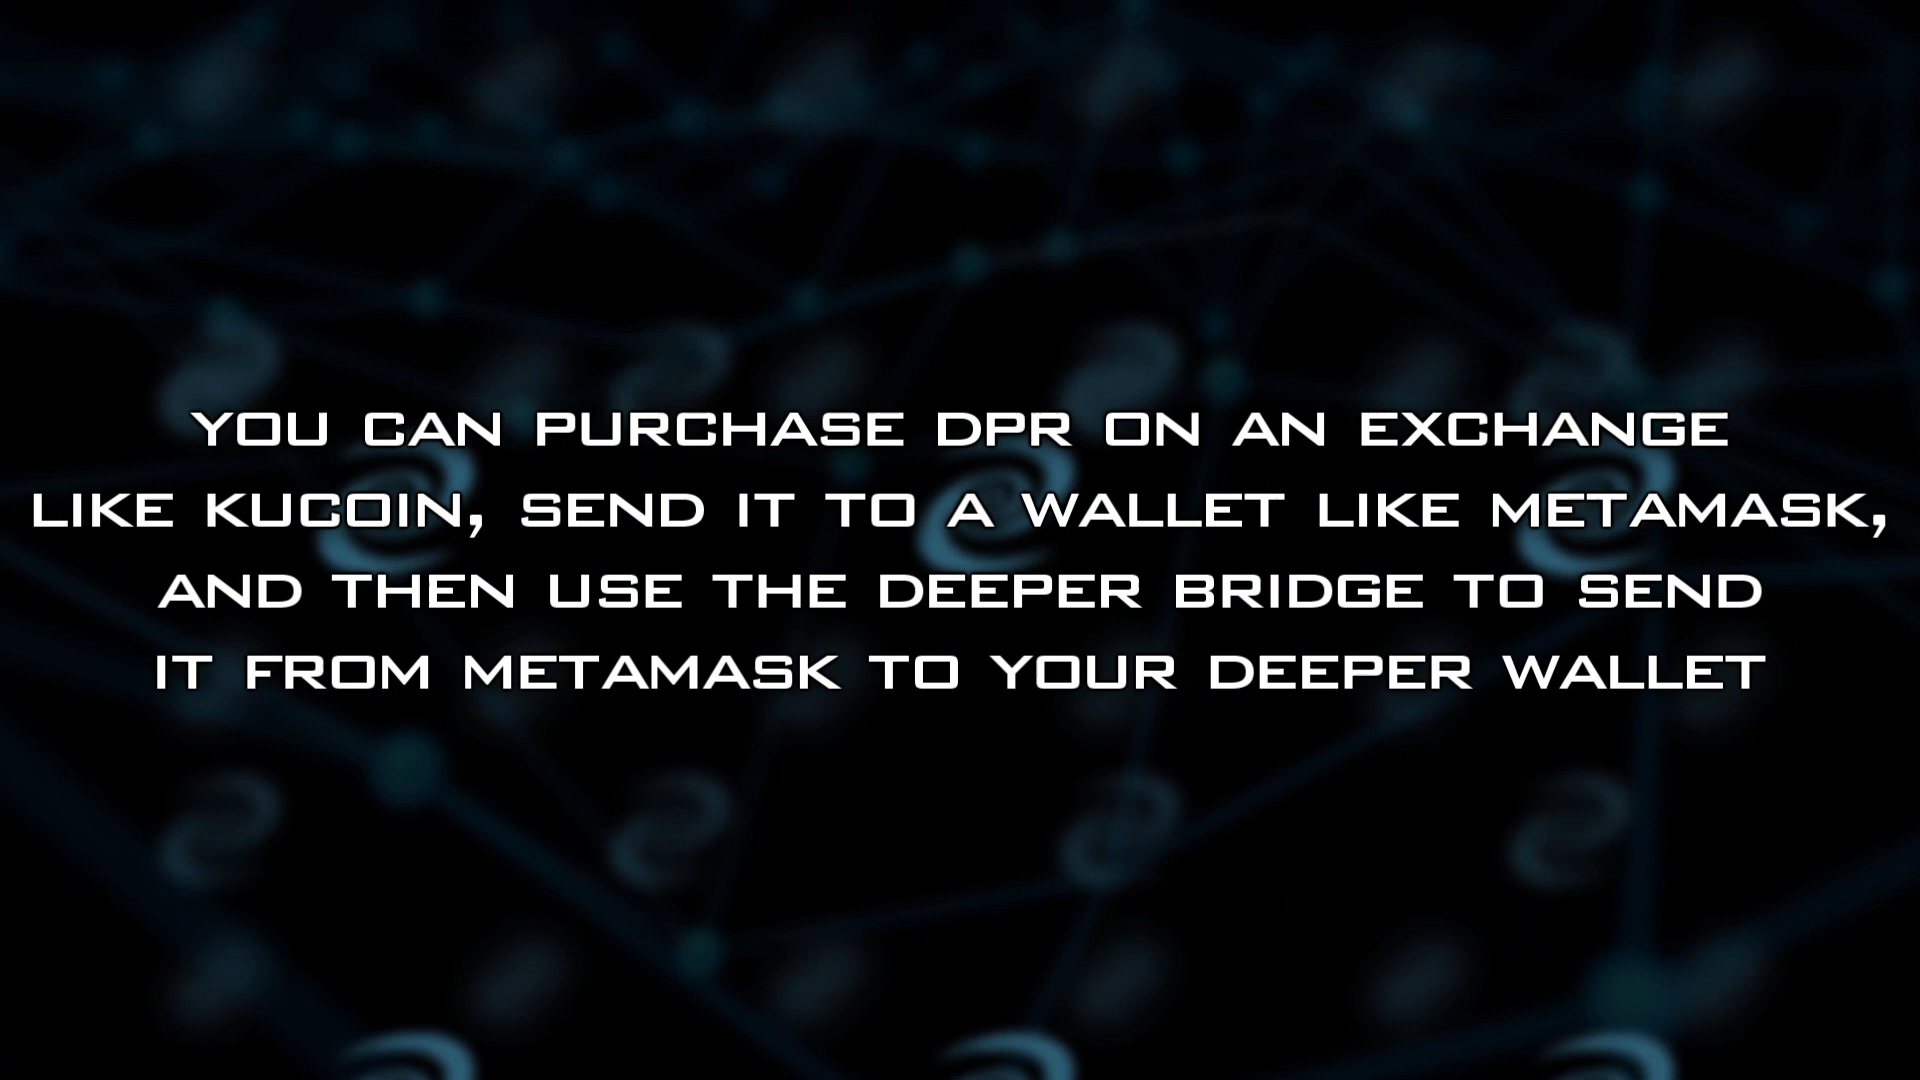 YOU CAN PURCHASE DPR ON AN EXCHANGE
LIKE KUCOIN, SEND IT TO A WALLET LIKE METAMASK,
AND THEN USE THE DEEPER BRIDGE TO SEND
IT FROM METAMASK TO YOUR DEEPER WALLET